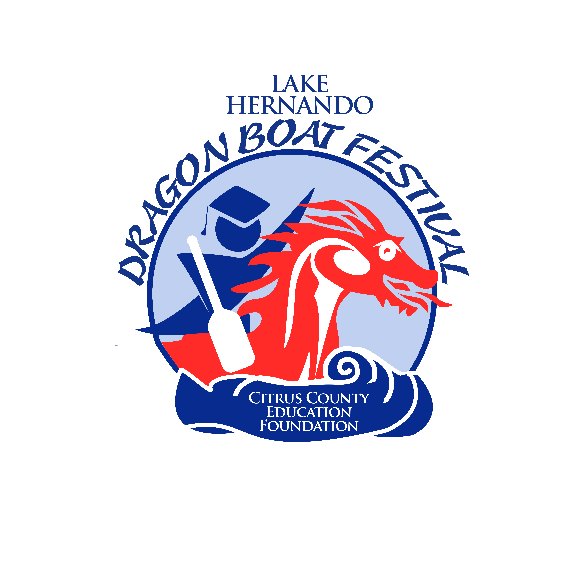 LAKE
HERNANDO
DRAGON BOAT FESTIVAL
CITRUS COUNTY
EDUCATION
FOUNDATION